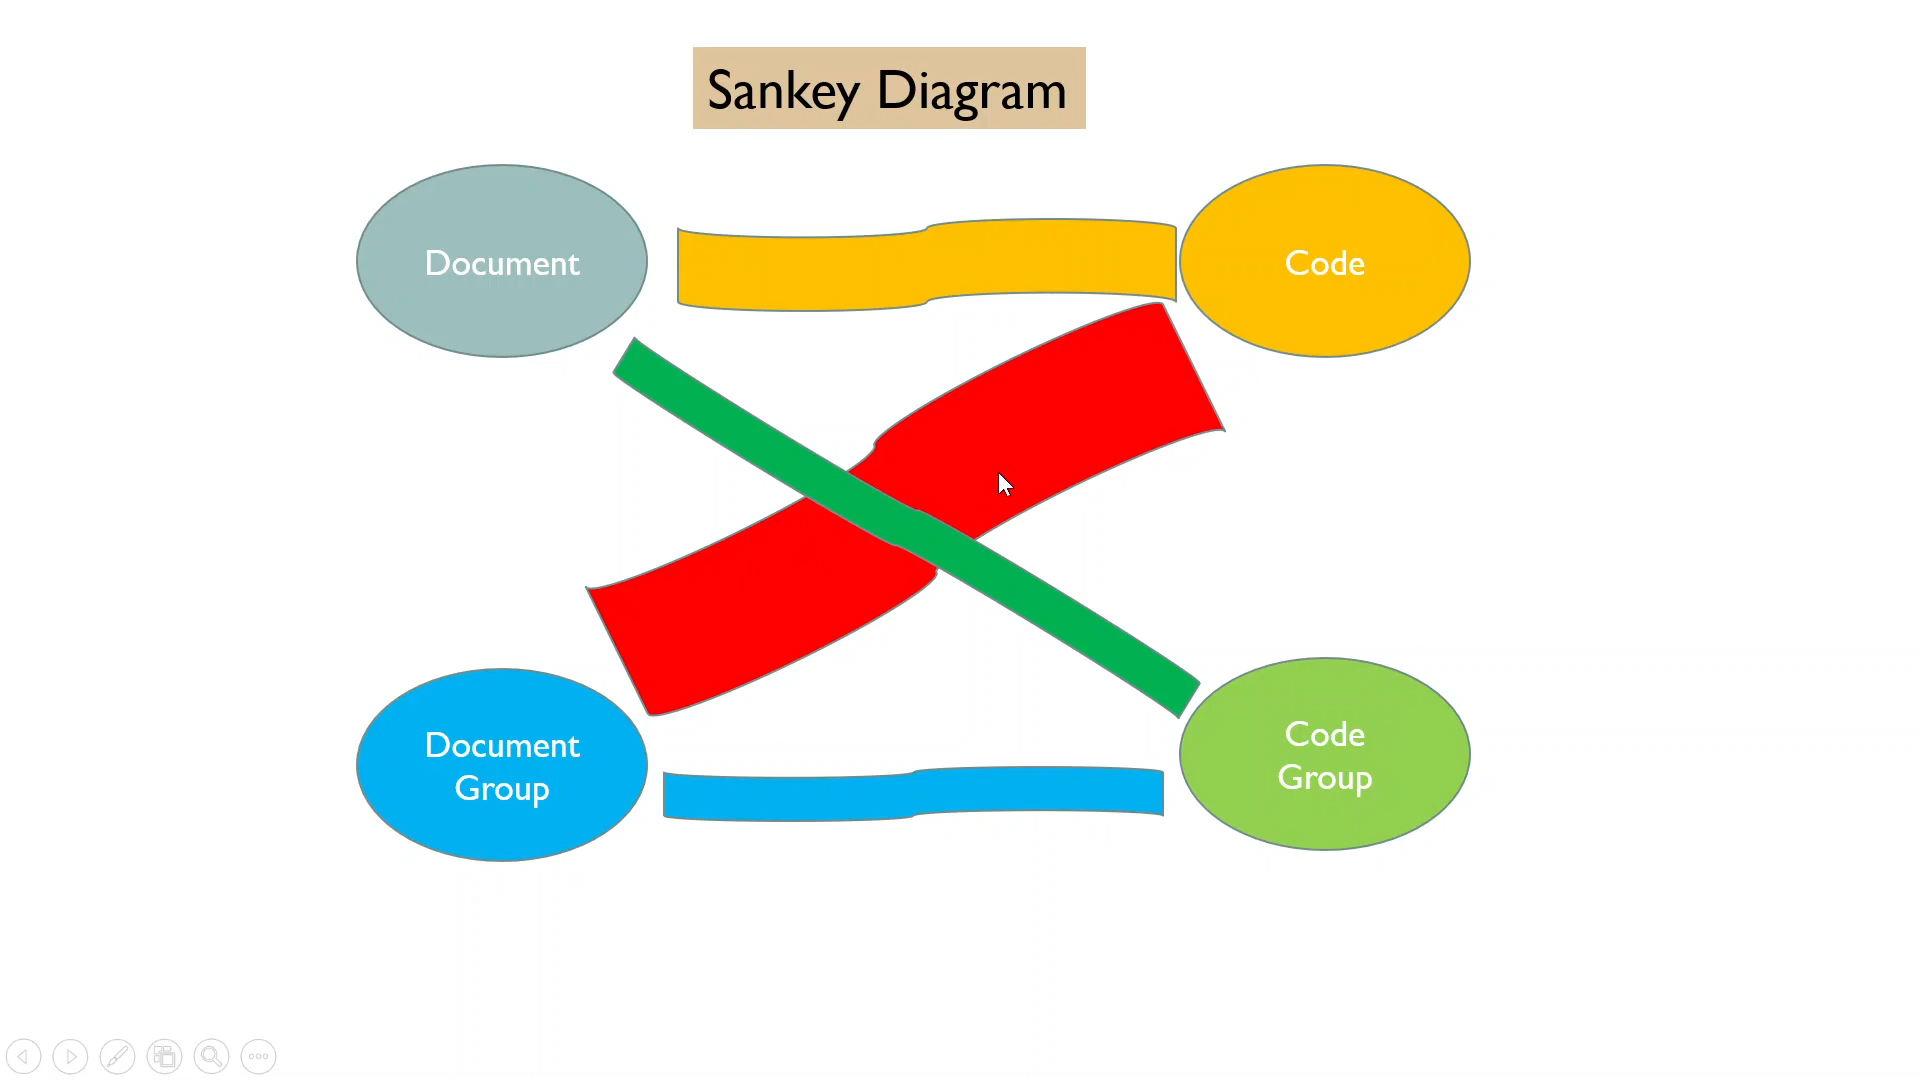 Sankey Diagram
Document
Code
Document
Group
Code
Group